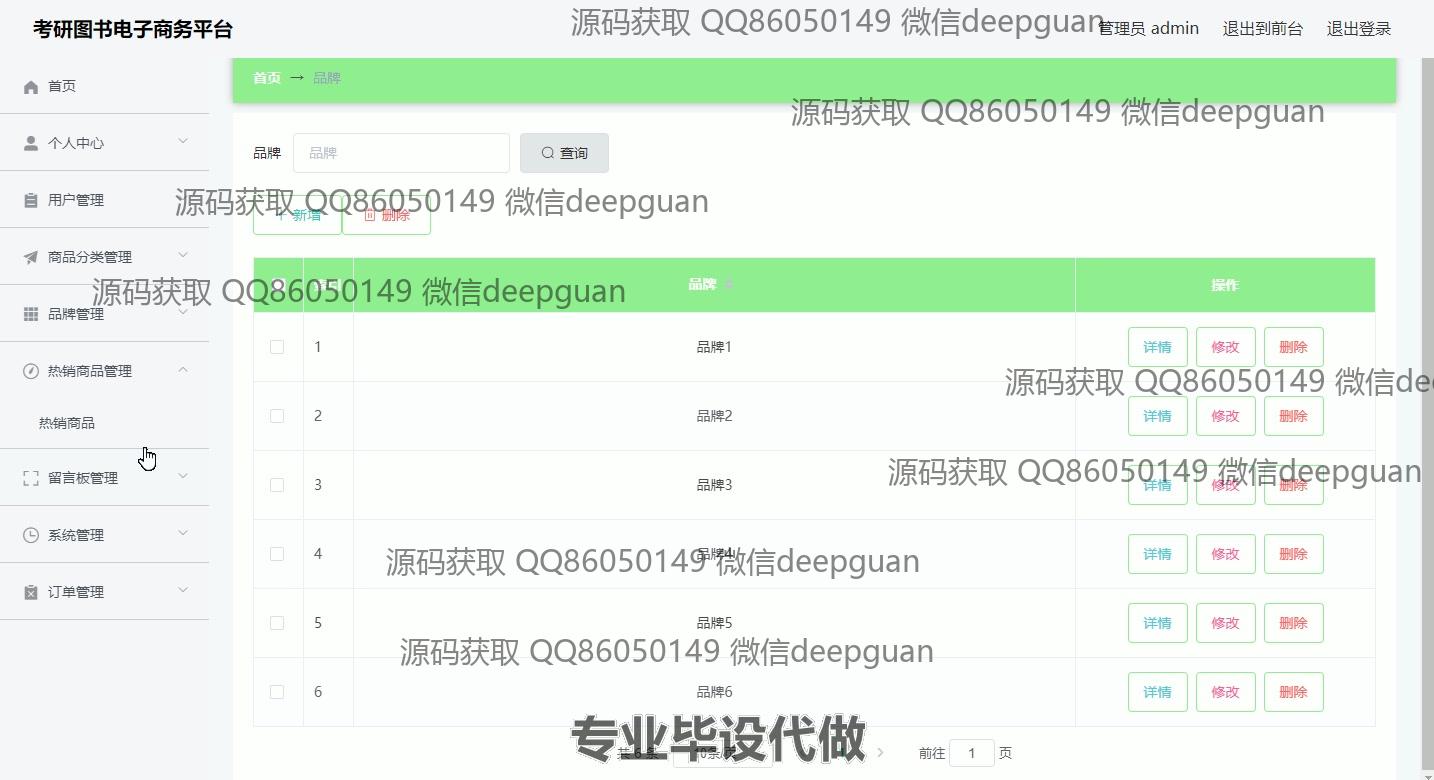 考研图书电子商务平台
源码获取 QQ86050149 微信deepguan
管理员 admin 退出到前台 退出登录
首页
个人中心
用户管理
商品分类管理
品牌管理
热销商品管理
热销商品
留言板管理
系统管理
订单管理
首页 → 品牌
源码获取 QQ86050149 微信deepguan
品牌 品牌 查询
源码获取 QQ86050149 微信deepguan
+ 新增 删除
源码获取 QQ86050149 微信deepguan
品牌 操作
1 品牌1 详情 修改 删除
源码获取 QQ86050149 微信dee
2 品牌2 详情 修改 删除
源码获取 QQ86050149 微信deepguan
3 品牌3 详情 修改 删除
源码获取 QQ86050149 微信deepguan
4 品牌4 详情 修改 删除
5 品牌5 详情 修改 删除
源码获取 QQ86050149 微信deepguan
6 品牌6 详情 修改 删除
专业毕设代做
共 6 条 10条/页 前往 1 页